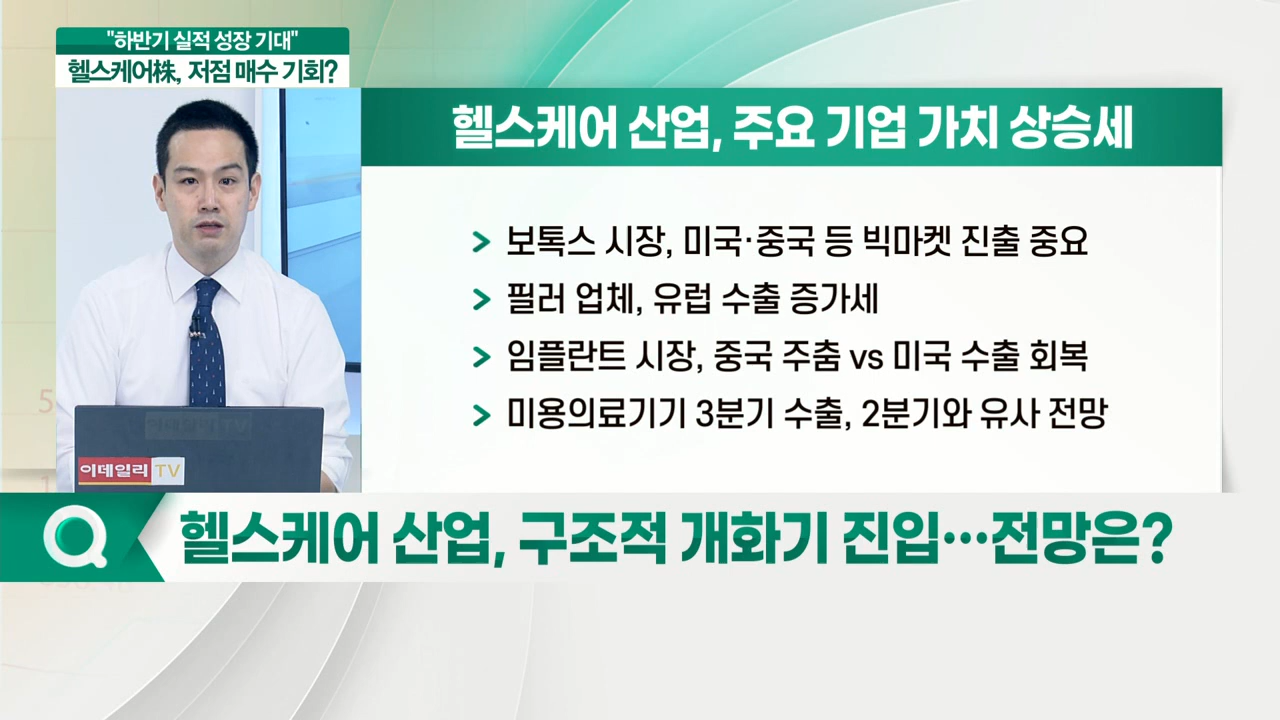 "하반기 실적 성장 기대"
헬스케어株, 저점 매수 기회?
헬스케어 산업, 주요 기업 가치 상승세
> 보톡스 시장, 미국·중국 등 빅마켓 진출 중요
> 필러 업체, 유럽 수출 증가세
> 임플란트 시장, 중국 주춤 vs 미국 수출 회복
> 미용의료기기 3분기 수출, 2분기와 유사 전망
이데일리 TV
이데일리 TV
Q 헬스케어 산업, 구조적 개화기 진입…전망은?